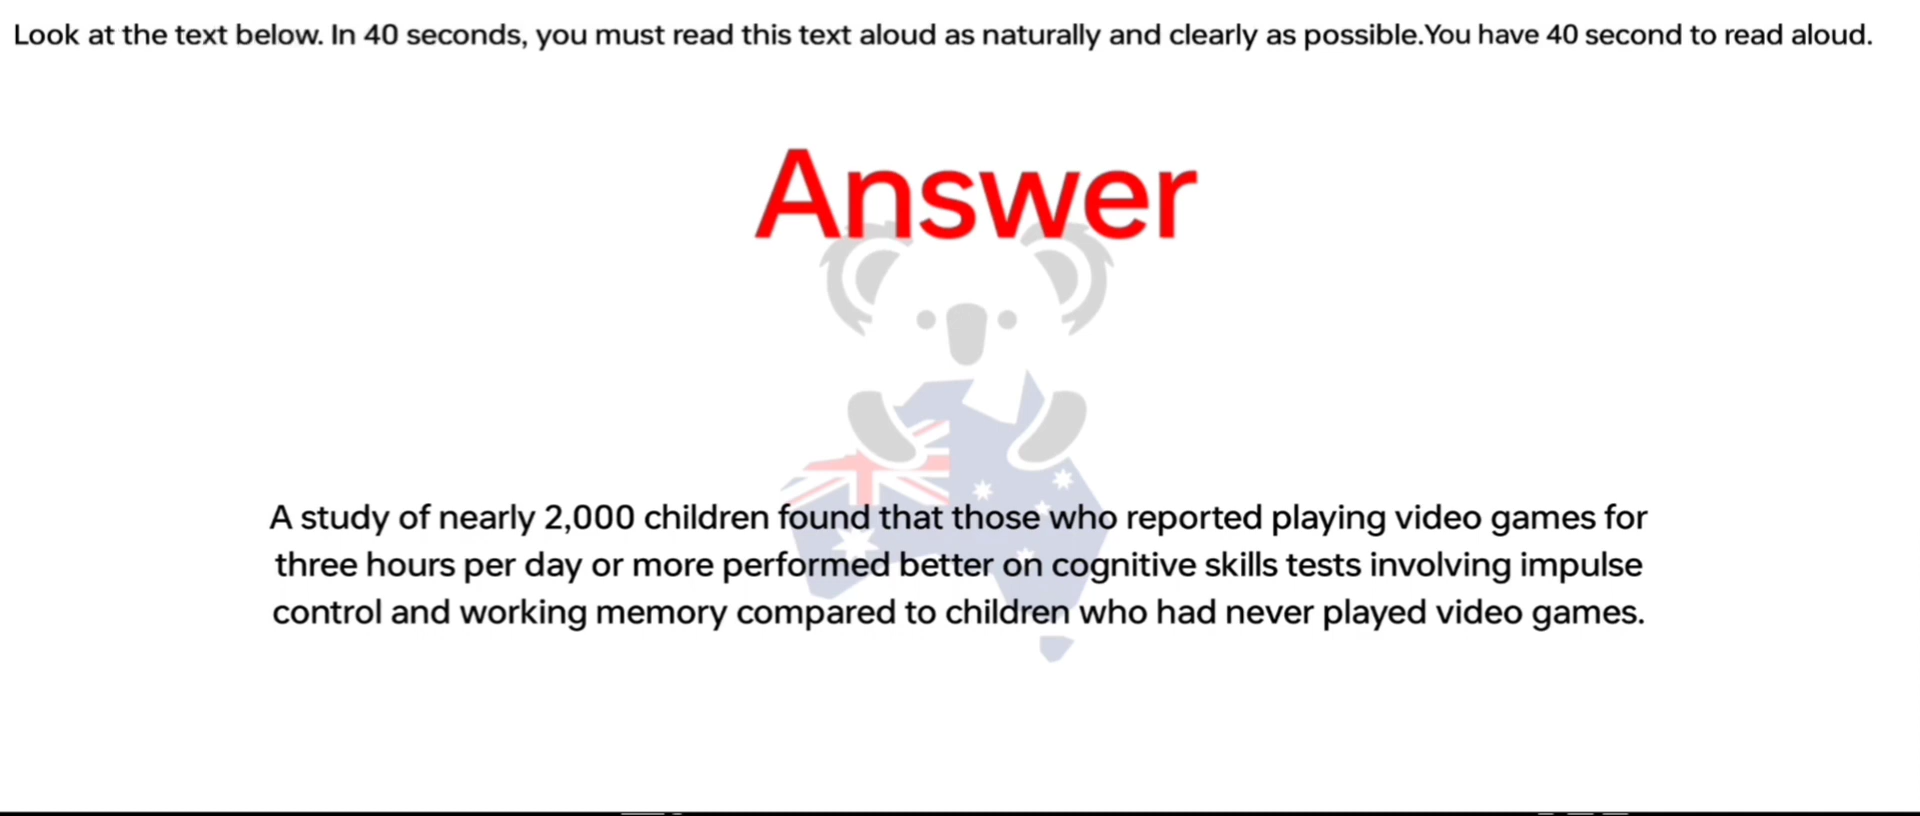 Look at the text below. In 40 seconds, you must read this text aloud as naturally and clearly as possible.You have 40 second to read aloud.
Answer
A study of nearly 2,000 children found that those who reported playing video games for
three hours per day or more performed better on cognitive skills tests involving impulse
control and working memory compared to children who had never played video games.